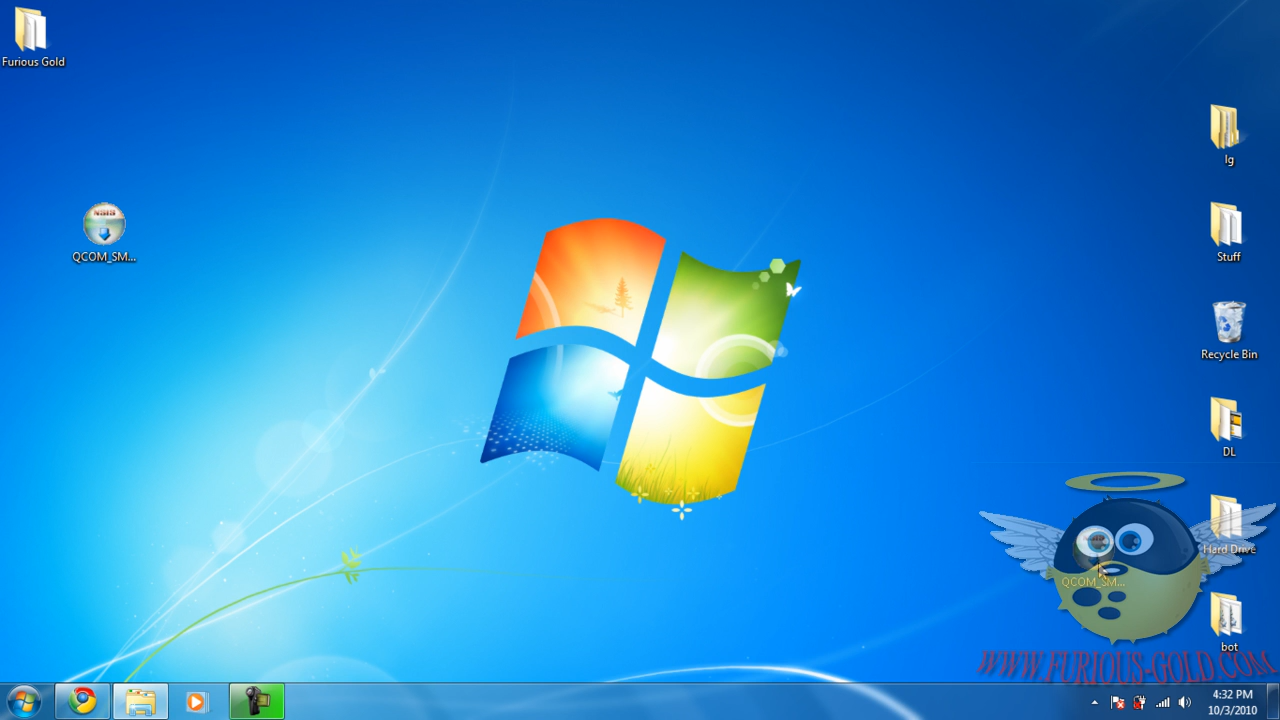 Furious Gold
QCOM_SM...
lg
Stuff
Recycle Bin
DL
Hard Drive
QCOM_SM...
bot
WWW.FURIOUS-GOLD.COM
4:32 PM
10/3/2010